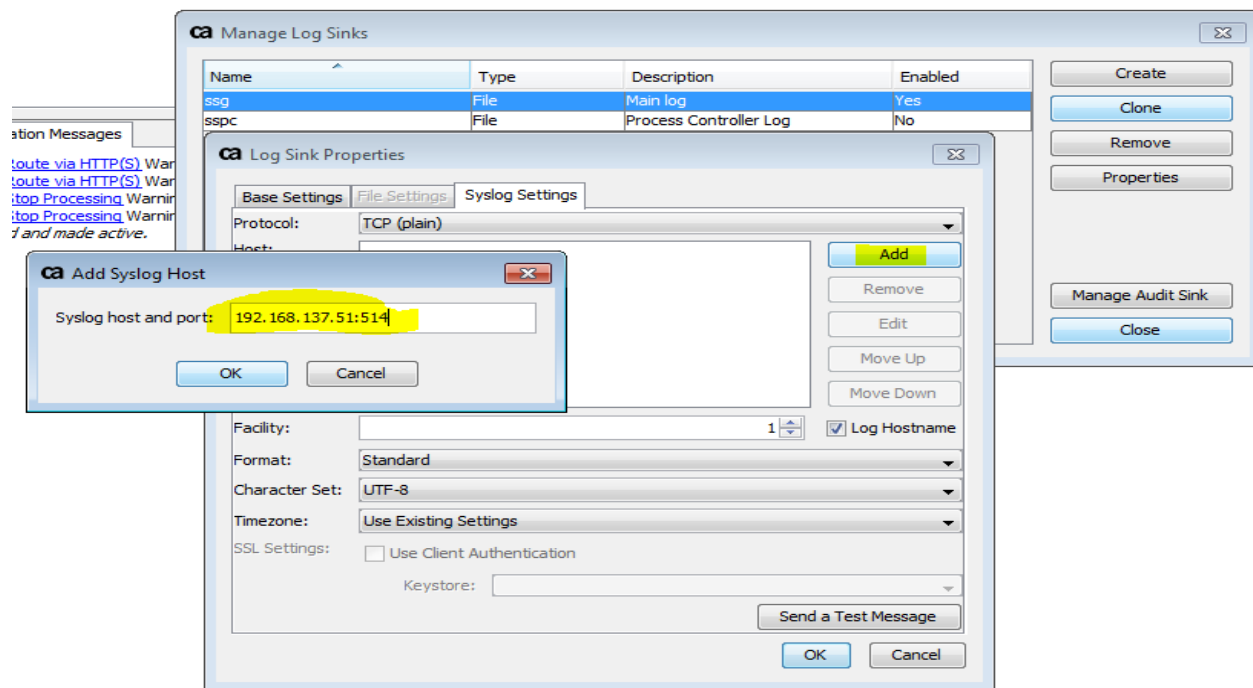 ca Manage Log Sinks
Name Type Description Enabled
ssg File Main log Yes
sspc File Process Controller Log No
Create
Clone
Remove
Properties
Manage Audit Sink
Close
ation Messages
Route via HTTP(S) War
Route via HTTP(S) War
Stop Processing Warnin
Stop Processing Warnin
d and made active.
ca Log Sink Properties
Base Settings File Settings Syslog Settings
Protocol: TCP (plain)
Host:
Add
Remove
Edit
Move Up
Move Down
ca Add Syslog Host
Syslog host and port: 192.168.137.51:514
OK Cancel
Facility: 1 Log Hostname
Format: Standard
Character Set: UTF-8
Timezone: Use Existing Settings
SSL Settings: Use Client Authentication
Keystore:
Send a Test Message
OK Cancel